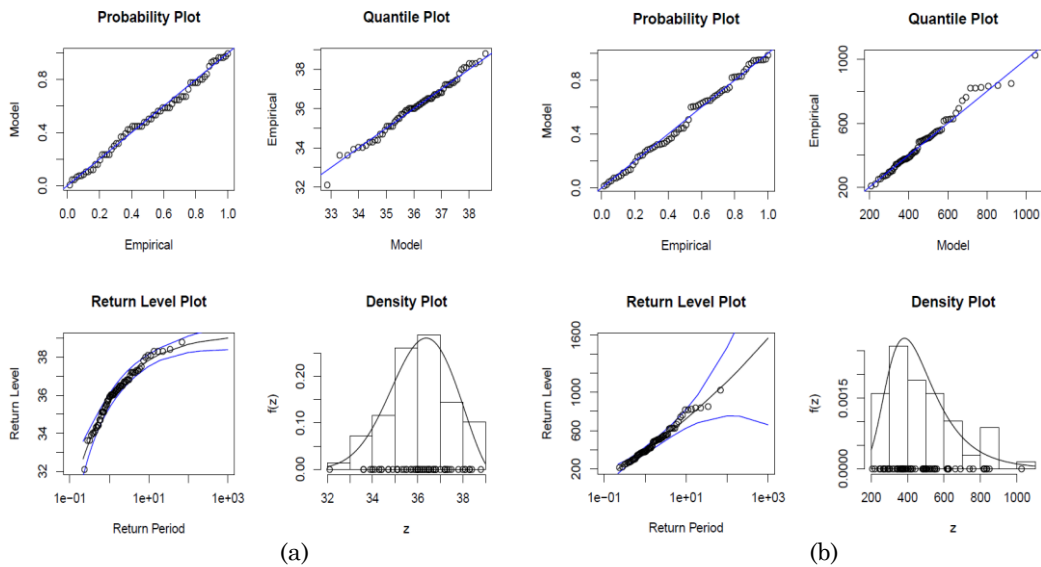 Probability Plot
Model
0.0 0.4 0.8
0.0 0.2 0.4 0.6 0.8 1.0
Empirical
Quantile Plot
Empirical
32 34 36 38
33 34 35 36 37 38
Model
Return Level Plot
Return Level
32 34 36 38
1e−01 1e+01 1e+03
Return Period
Density Plot
f(z)
0.00 0.10 0.20
32 34 36 38
z
(a)
Probability Plot
Model
0.0 0.4 0.8
0.0 0.2 0.4 0.6 0.8 1.0
Empirical
Quantile Plot
Empirical
200 600 1000
200 400 600 800 1000
Model
Return Level Plot
Return Level
200 600 1000 1600
1e−01 1e+01 1e+03
Return Period
Density Plot
f(z)
0.0000 0.0015
200 400 600 800 1000
z
(b)